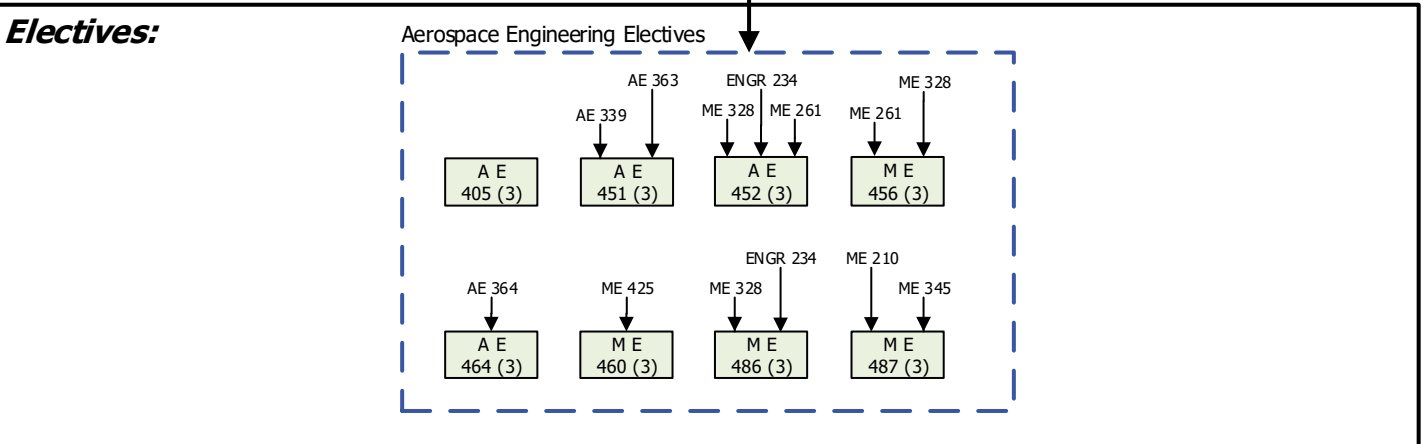 Electives:
Aerospace Engineering Electives
AE 363
ENGR 234
ME 328
AE 339
ME 328
ME 261
ME 261
A E
405 (3)
A E
451 (3)
A E
452 (3)
M E
456 (3)
ENGR 234
ME 210
AE 364
ME 425
ME 328
ME 345
A E
464 (3)
M E
460 (3)
M E
486 (3)
M E
487 (3)